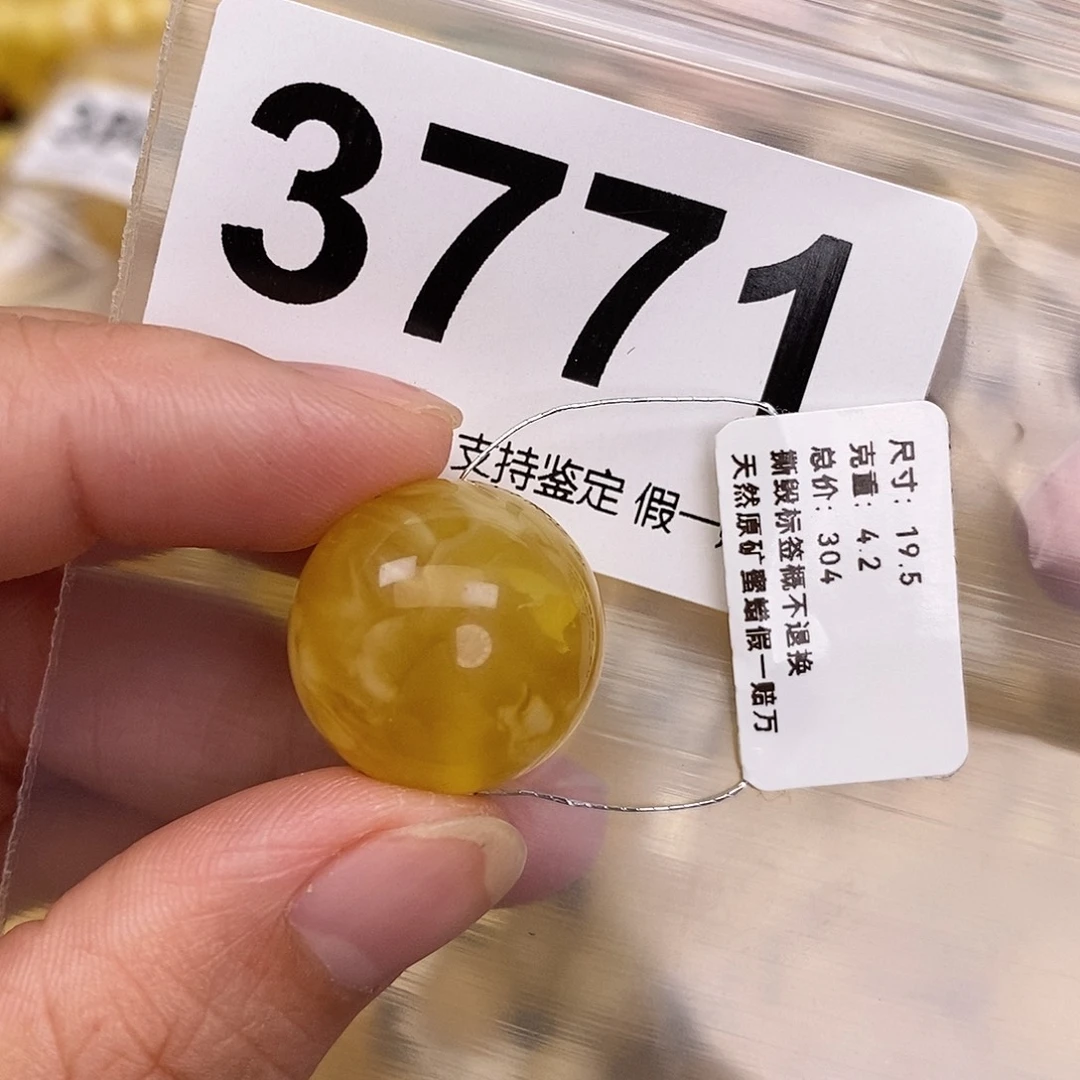 3771
支持鉴定 假一
尺寸: 19.5
克重: 4.2
总价: 304
撕毁标签概不退换
天然原矿蜜蜡假一赔万